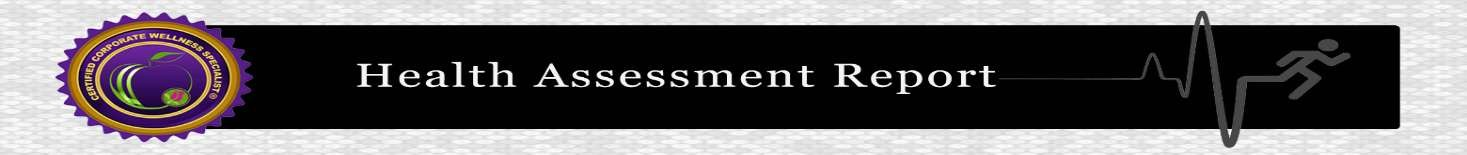 CERTIFIED CORPORATE WELLNESS SPECIALIST®
Health Assessment Report